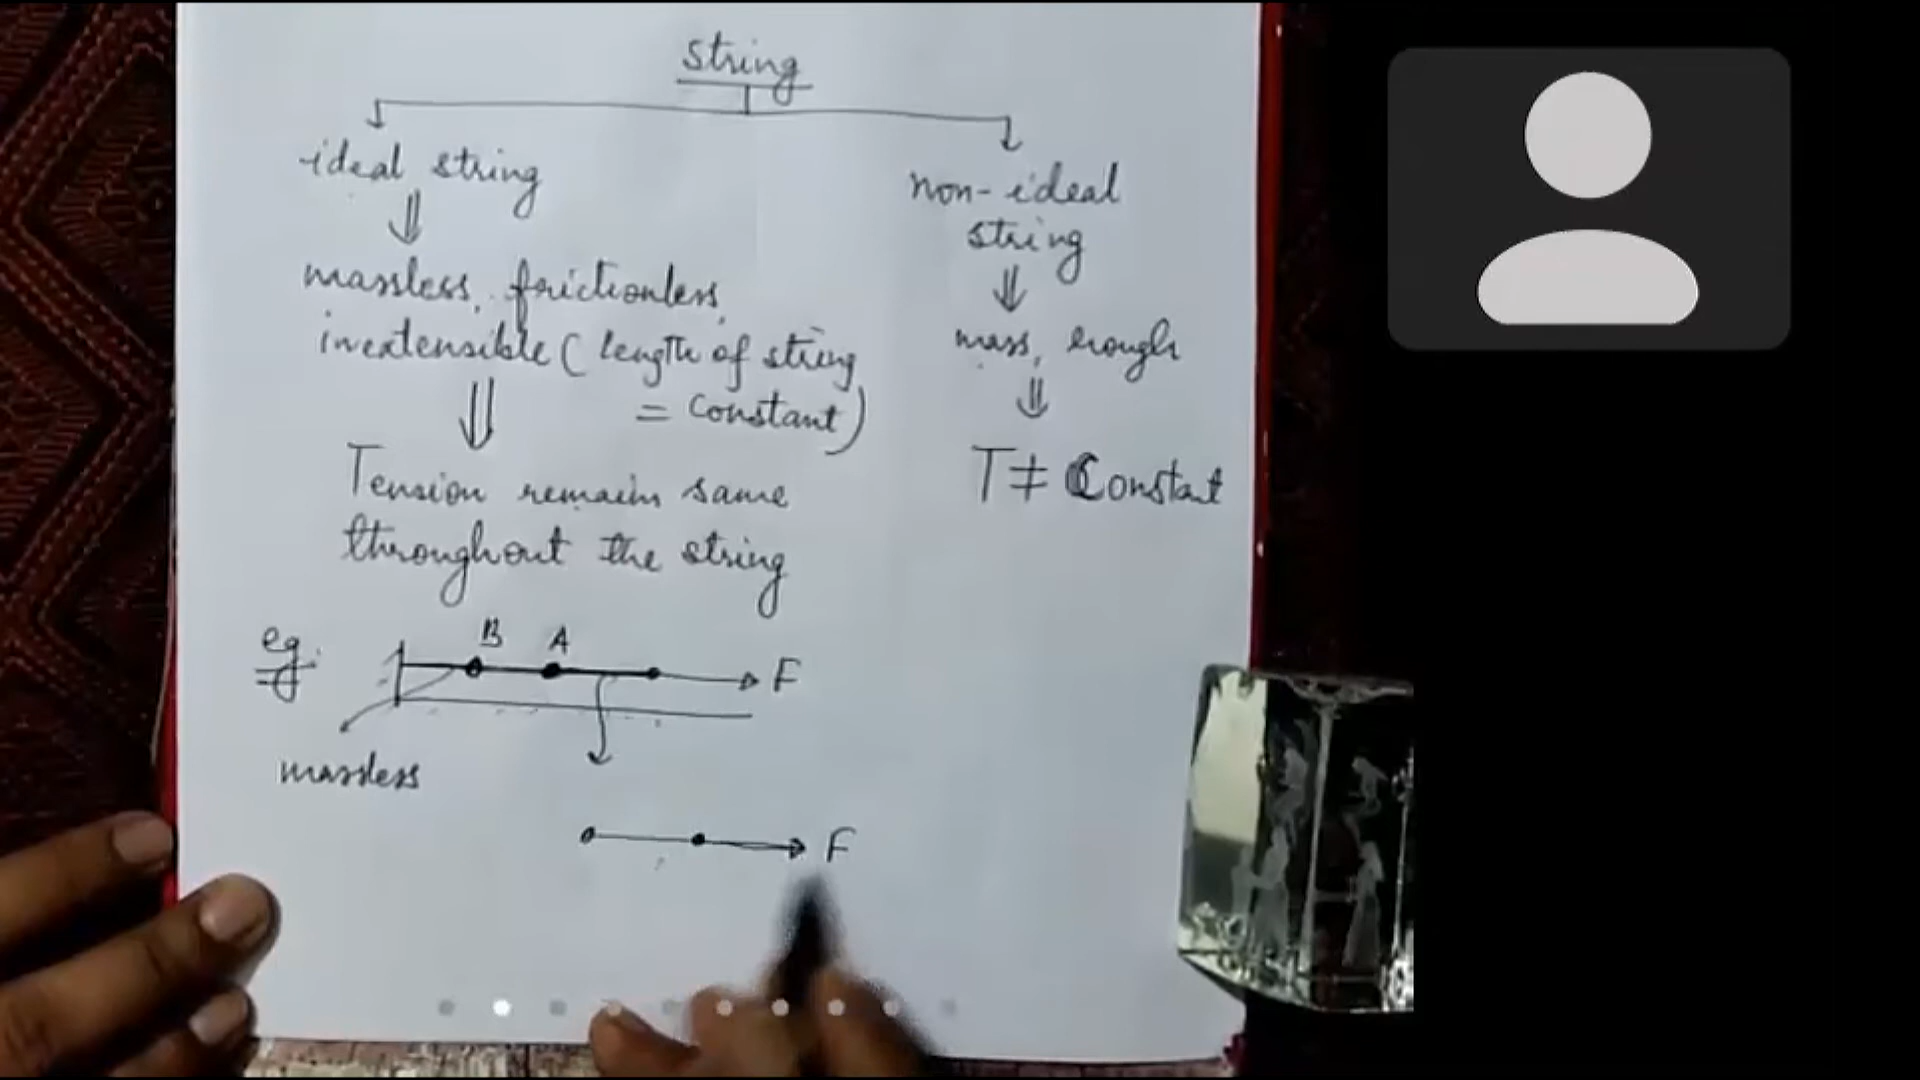 string
ideal string
massless, frictionless,
inextensible ( length of string
= constant)
Tension remain same
throughout the string
non-ideal
string
mass, rough
T ≠ Constant
eg.
B A
F
massless
F